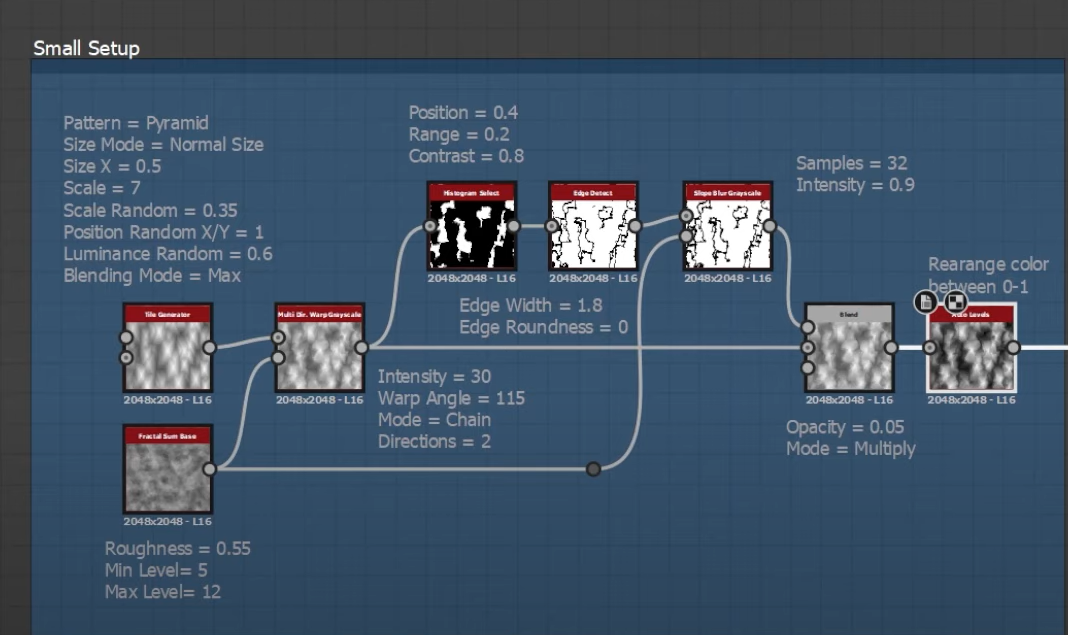 Small Setup
Pattern = Pyramid
Size Mode = Normal Size
Size X = 0.5
Scale = 7
Scale Random = 0.35
Position Random X/Y = 1
Luminance Random = 0.6
Blending Mode = Max
Position = 0.4
Range = 0.2
Contrast = 0.8
Samples = 32
Intensity = 0.9
Histogram Select
Edge Detect
Slope Blur Grayscale
2048x2048 - L16
2048x2048 - L16
2048x2048 - L16
Rearange color
between 0-1
Edge Width = 1.8
Edge Roundness = 0
Tile Generator
Multi Dir. Warp Grayscale
Blend
Auto Levels
2048x2048 - L16
2048x2048 - L16
2048x2048 - L16
2048x2048 - L16
Intensity = 30
Warp Angle = 115
Mode = Chain
Directions = 2
Opacity = 0.05
Mode = Multiply
Fractal Sum Base
2048x2048 - L16
Roughness = 0.55
Min Level= 5
Max Level= 12